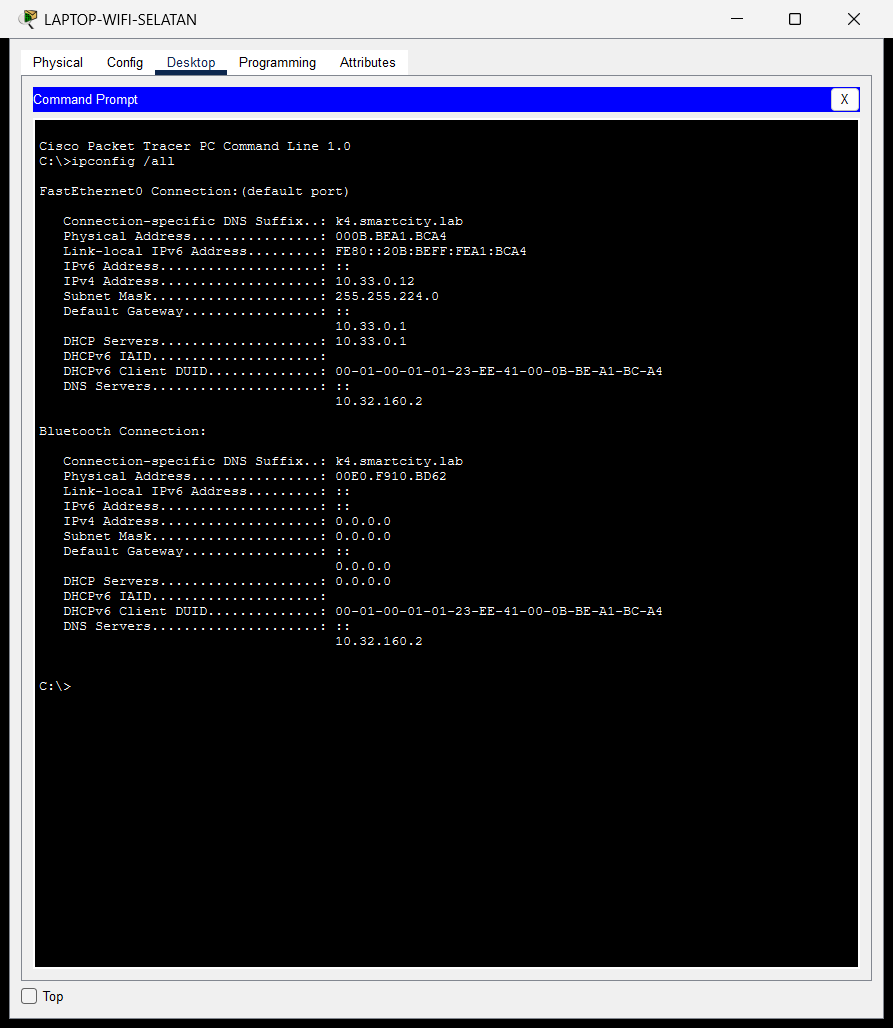 LAPTOP-WIFI-SELATAN
Physical Config Desktop Programming Attributes
Command Prompt X
Cisco Packet Tracer PC Command Line 1.0
C:\>ipconfig /all
FastEthernet0 Connection:(default port)
Connection-specific DNS Suffix..: k4.smartcity.lab
Physical Address................: 000B.BEA1.BCA4
Link-local IPv6 Address.........: FE80::20B:BEFF:FEA1:BCA4
IPv6 Address....................: ::
IPv4 Address....................: 10.33.0.12
Subnet Mask.....................: 255.255.224.0
Default Gateway.................: ::
10.33.0.1
DHCP Servers....................: 10.33.0.1
DHCPv6 IAID.....................:
DHCPv6 Client DUID..............: 00-01-00-01-01-23-EE-41-00-0B-BE-A1-BC-A4
DNS Servers.....................: ::
10.32.160.2
Bluetooth Connection:
Connection-specific DNS Suffix..: k4.smartcity.lab
Physical Address................: 00E0.F910.BD62
Link-local IPv6 Address.........: ::
IPv6 Address....................: ::
IPv4 Address....................: 0.0.0.0
Subnet Mask.....................: 0.0.0.0
Default Gateway.................: ::
0.0.0.0
DHCP Servers....................: 0.0.0.0
DHCPv6 IAID.....................:
DHCPv6 Client DUID..............: 00-01-00-01-01-23-EE-41-00-0B-BE-A1-BC-A4
DNS Servers.....................: ::
10.32.160.2
C:\>
Top